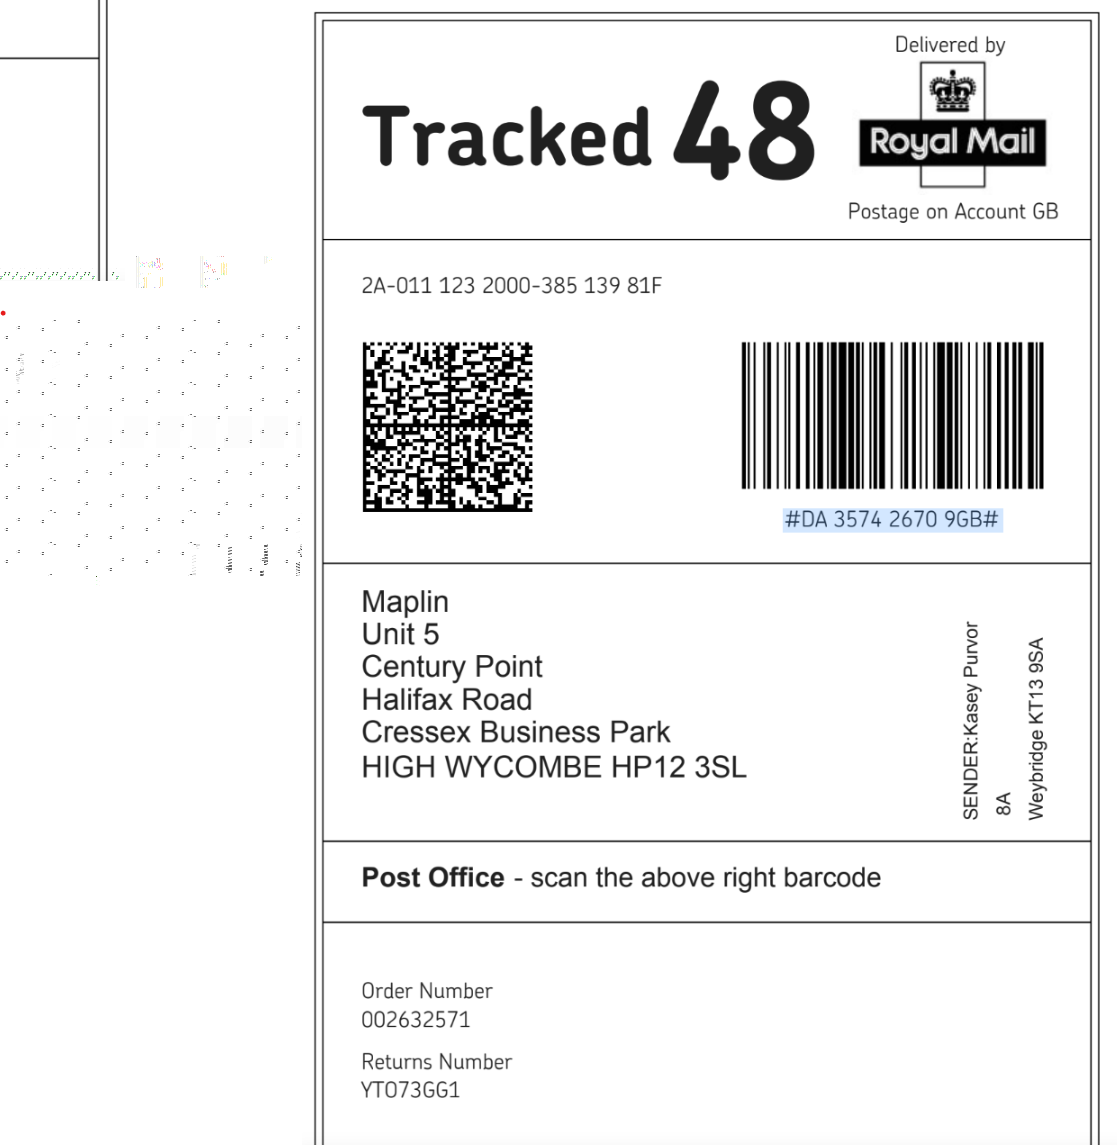 Delivered by
Tracked 48
Royal Mail
Postage on Account GB
2A-011 123 2000-385 139 81F
#DA 3574 2670 9GB#
Maplin
Unit 5
Century Point
Halifax Road
Cressex Business Park
HIGH WYCOMBE HP12 3SL
SENDER:Kasey Purvor
8A
Weybridge KT13 9SA
Post Office - scan the above right barcode
Order Number
002632571
Returns Number
YT073GG1